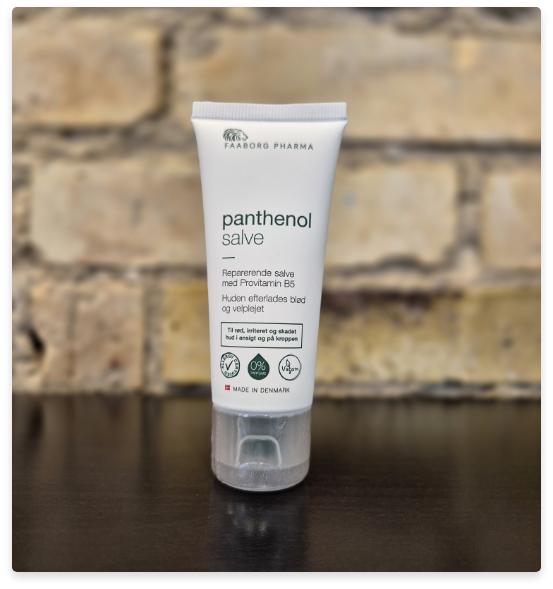 FAABORG PHARMA
panthenol
salve
Reparerende salve
med Provitamin B5
Huden efterlades blød
og velplejet
Til rød, irriteret og skadet
hud i ansigt og på kroppen
0%
Vegan
MADE IN DENMARK